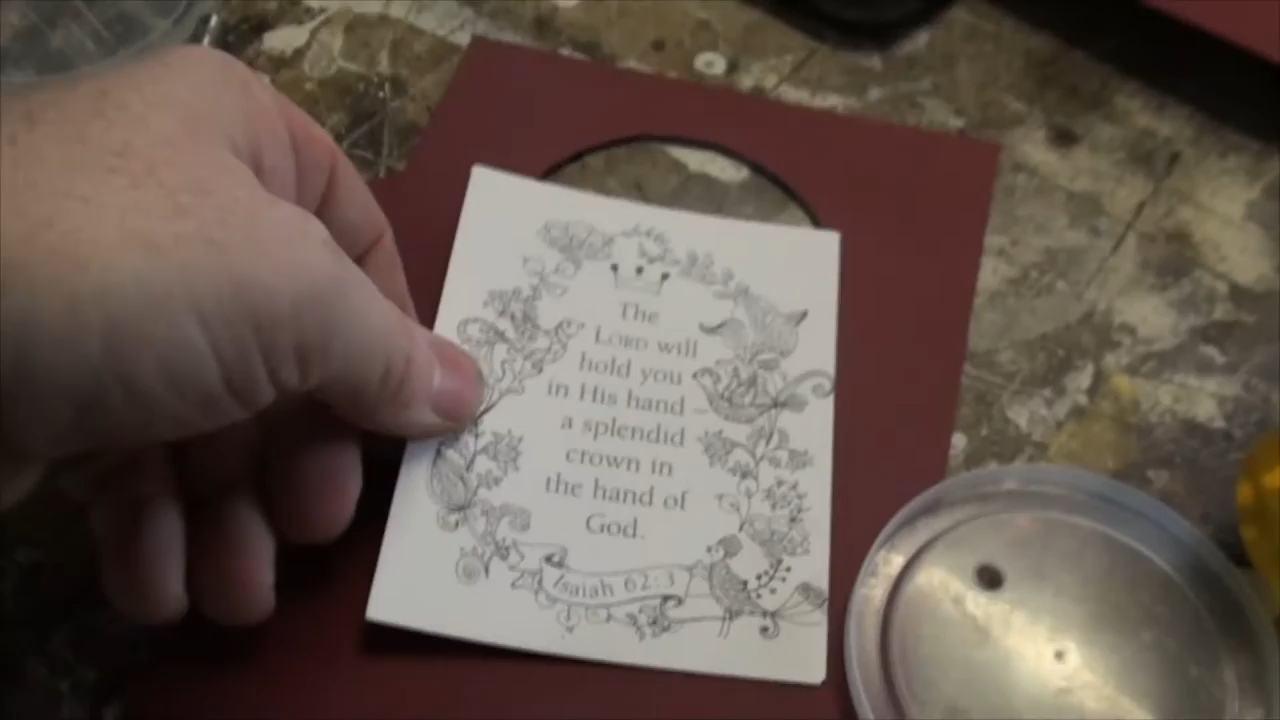 The
LORD will
hold you
in His hand –
a splendid
crown in
the hand of
God.
Isaiah 62:3